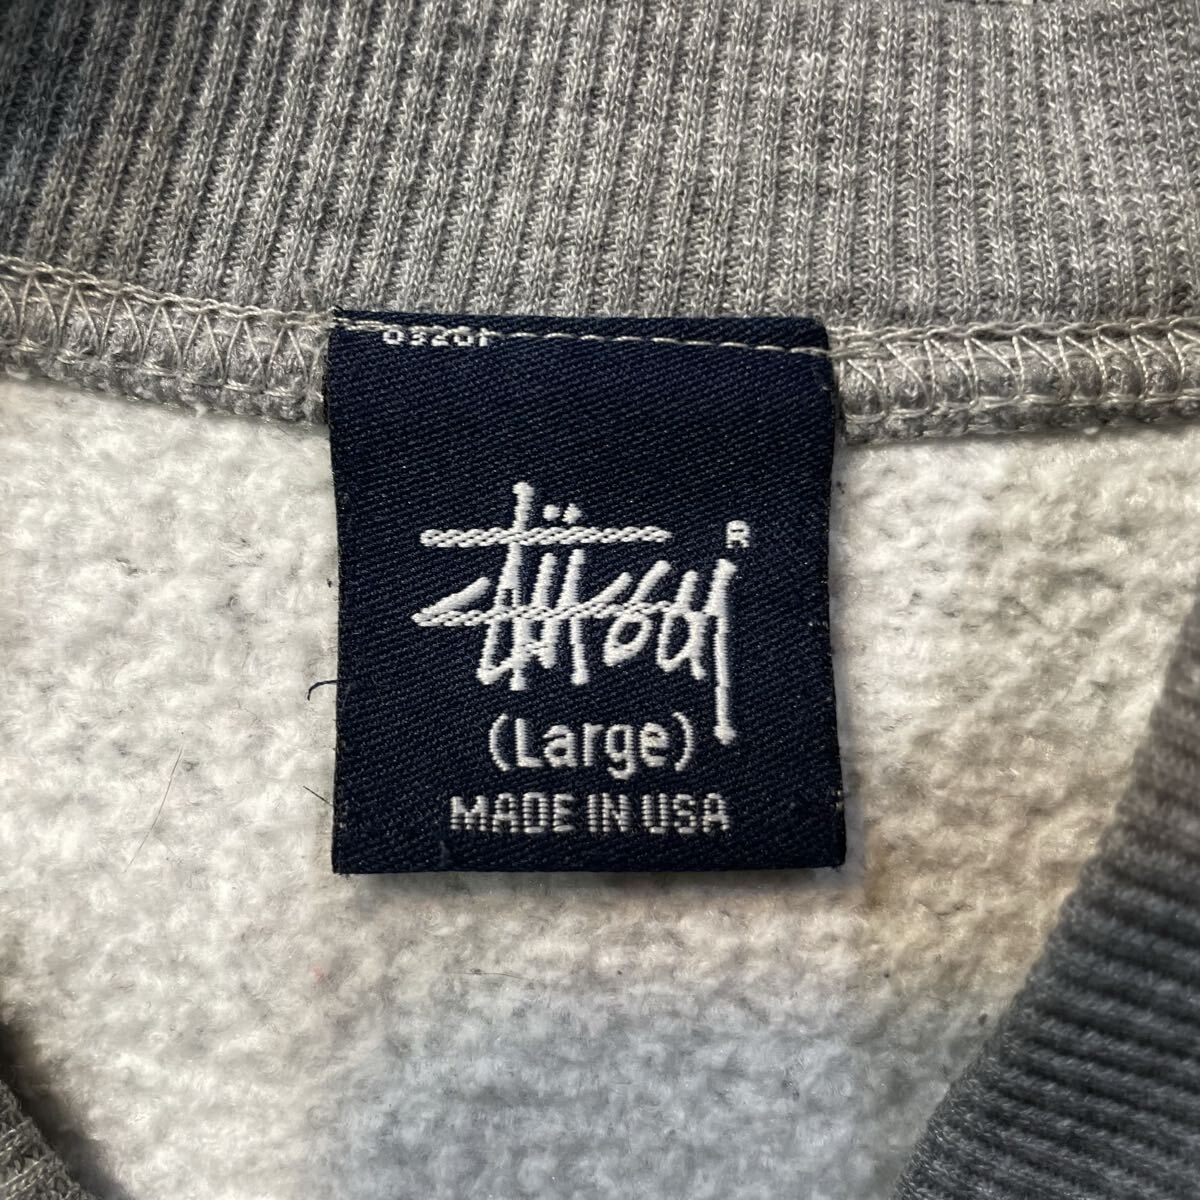 Stüssy
R
(Large)
MADE IN USA